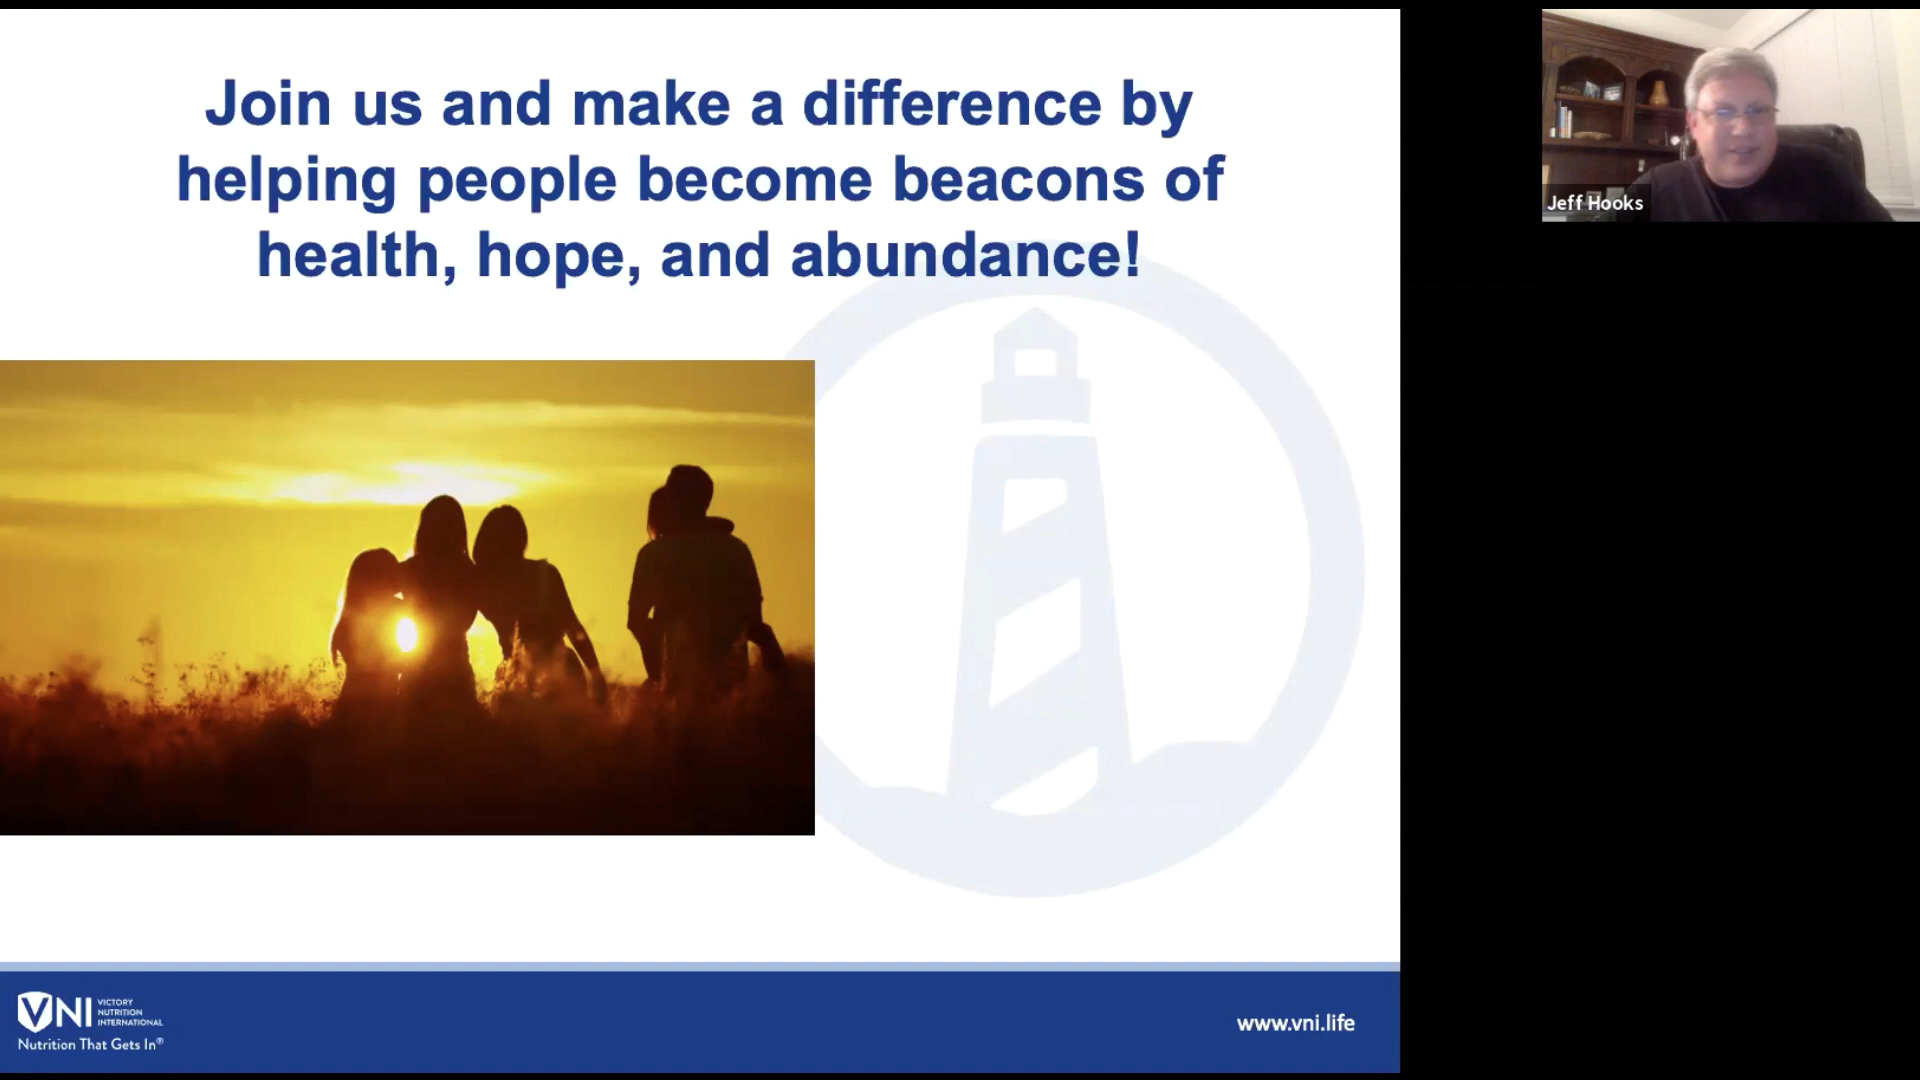 Join us and make a difference by
helping people become beacons of
health, hope, and abundance!
Jeff Hooks
VNI
VICTORY
NUTRITION
INTERNATIONAL
Nutrition That Gets In®
www.vni.life